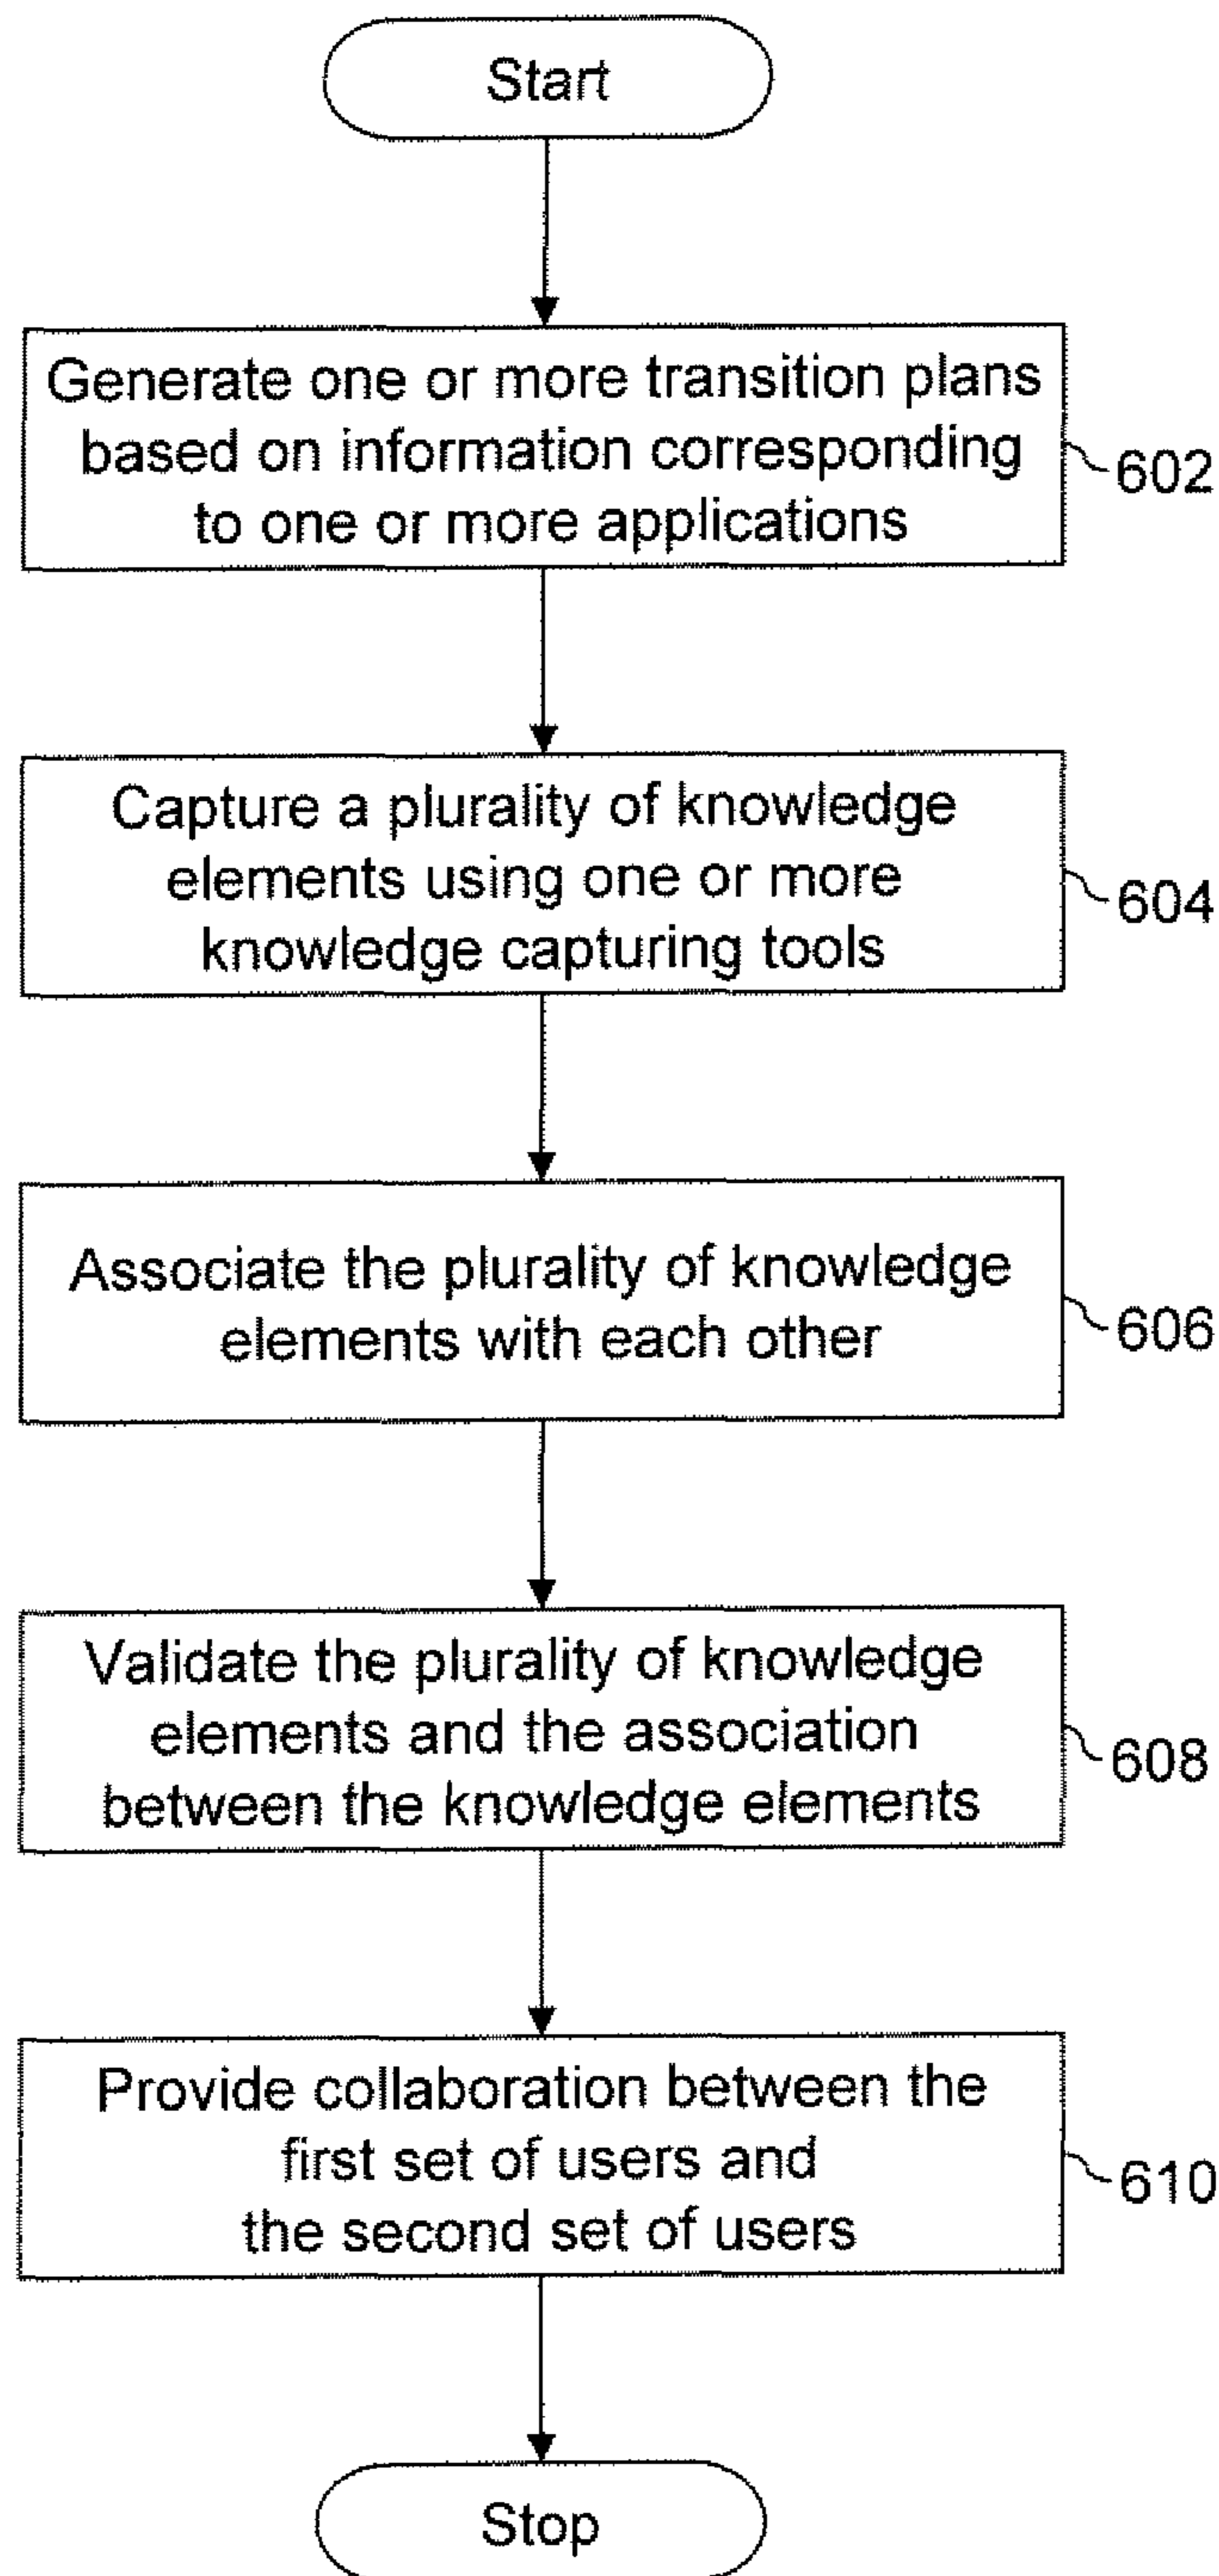 Start
Generate one or more transition plans
based on information corresponding
to one or more applications
602
Capture a plurality of knowledge
elements using one or more
knowledge capturing tools
604
Associate the plurality of knowledge
elements with each other
606
Validate the plurality of knowledge
elements and the association
between the knowledge elements
608
Provide collaboration between the
first set of users and
the second set of users
610
Stop